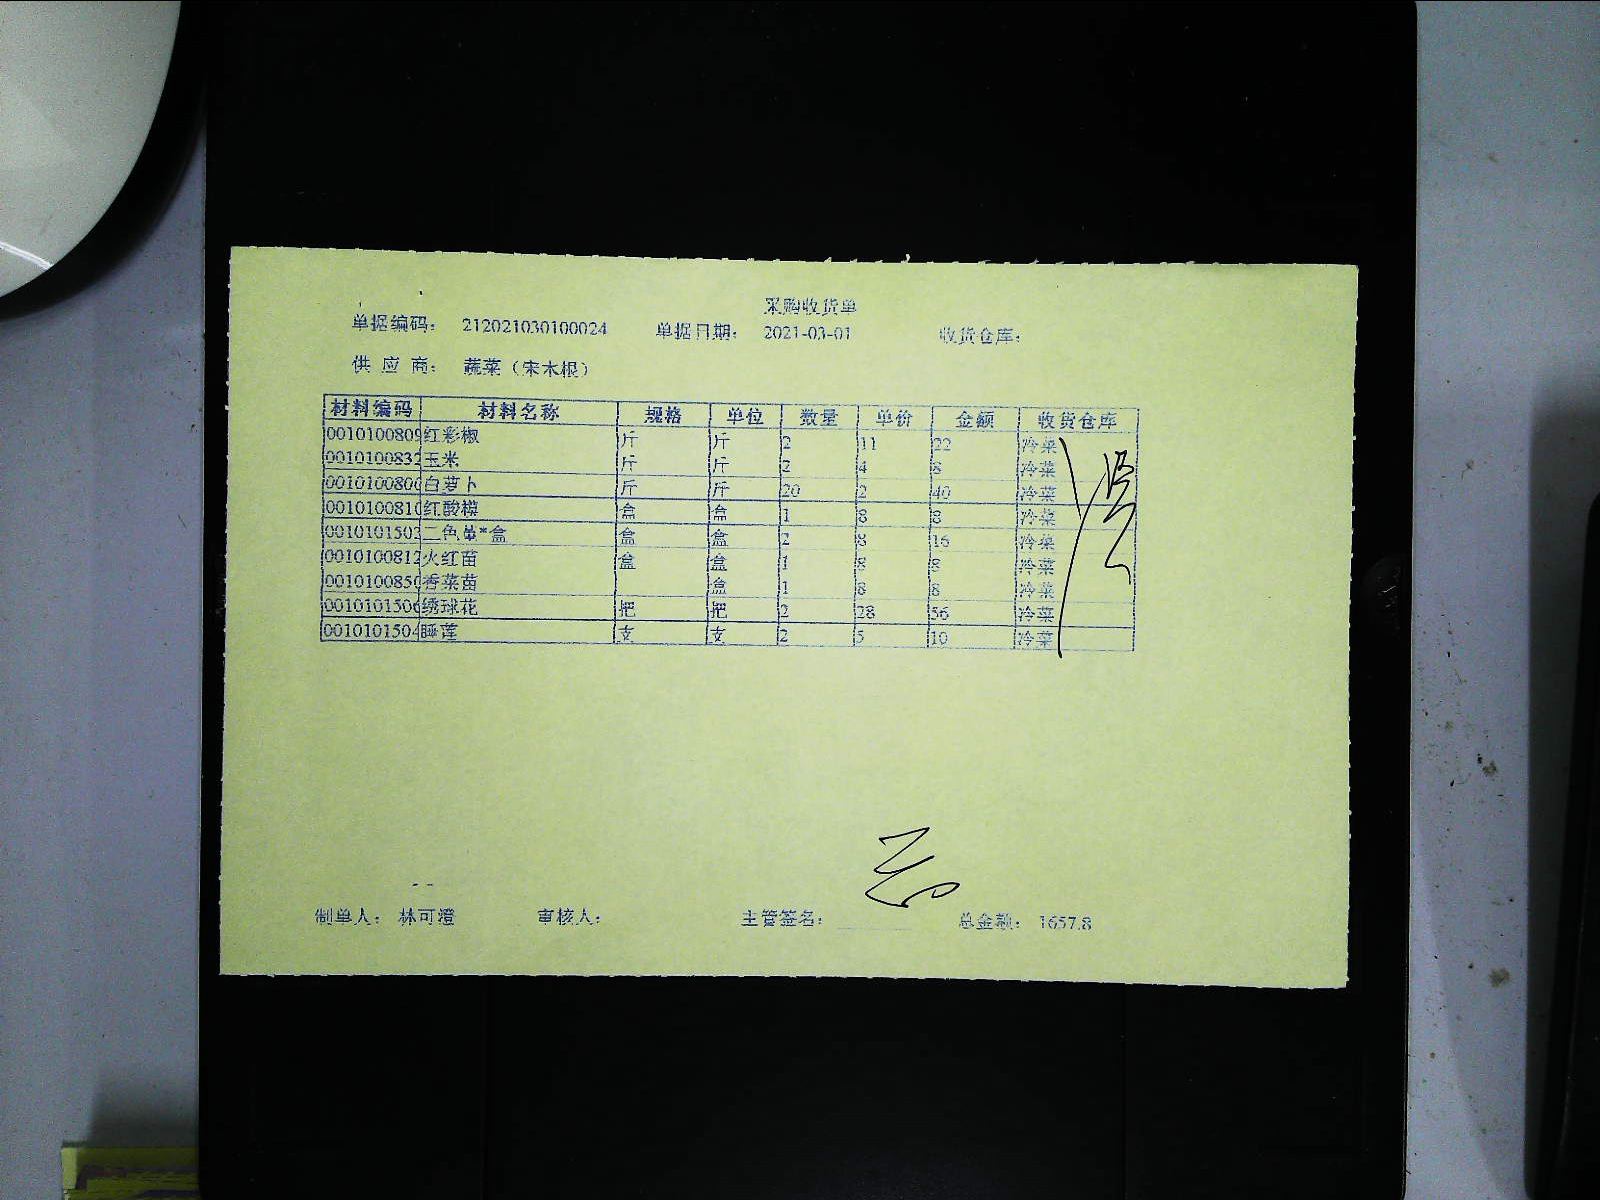 采购收货单
单据编码： 212021030100024 单据日期： 2021-03-01 收货仓库：
供 应 商： 蔬菜（宋木根）
材料编码 材料名称 规格 单位 数量 单价 金额 收货仓库
0010100809 红彩椒 斤 斤 2 11 22 冷菜
0010100832 玉米 斤 斤 2 4 8 冷菜
0010100800 白萝卜 斤 斤 20 2 40 冷菜
0010100810 红酸模 盒 盒 1 8 8 冷菜
001010150 二色堇*盒 盒 盒 2 8 16 冷菜
0010100812 火红苗 盒 盒 1 8 8 冷菜
0010100850 香菜苗 盒 1 8 8 冷菜
0010101506 绣球花 把 把 2 28 56 冷菜
0010101504 睡莲 支 支 2 5 10 冷菜
制单人： 林可澄 审核人： 主管签名： 总金额： 1657.8